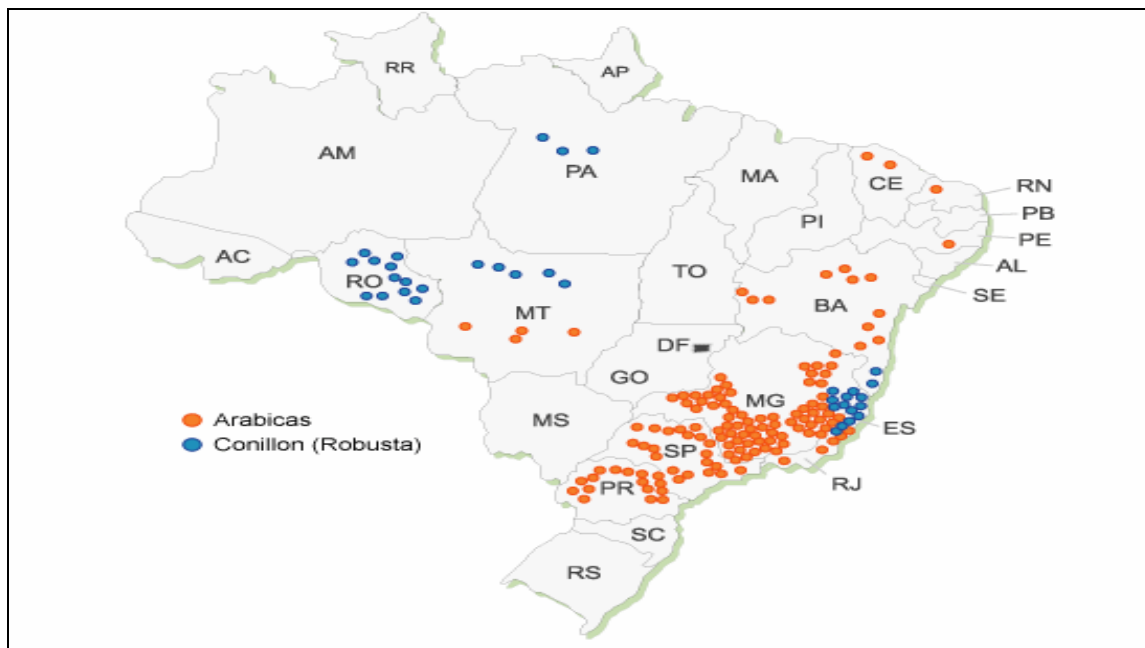 RR
AP
AM
PA
MA
CE
RN
PB
PI
PE
AC
AL
RO
TO
SE
MT
BA
DF
GO
MG
MS
Arabicas
ES
Conillon (Robusta)
SP
RJ
PR
SC
RS